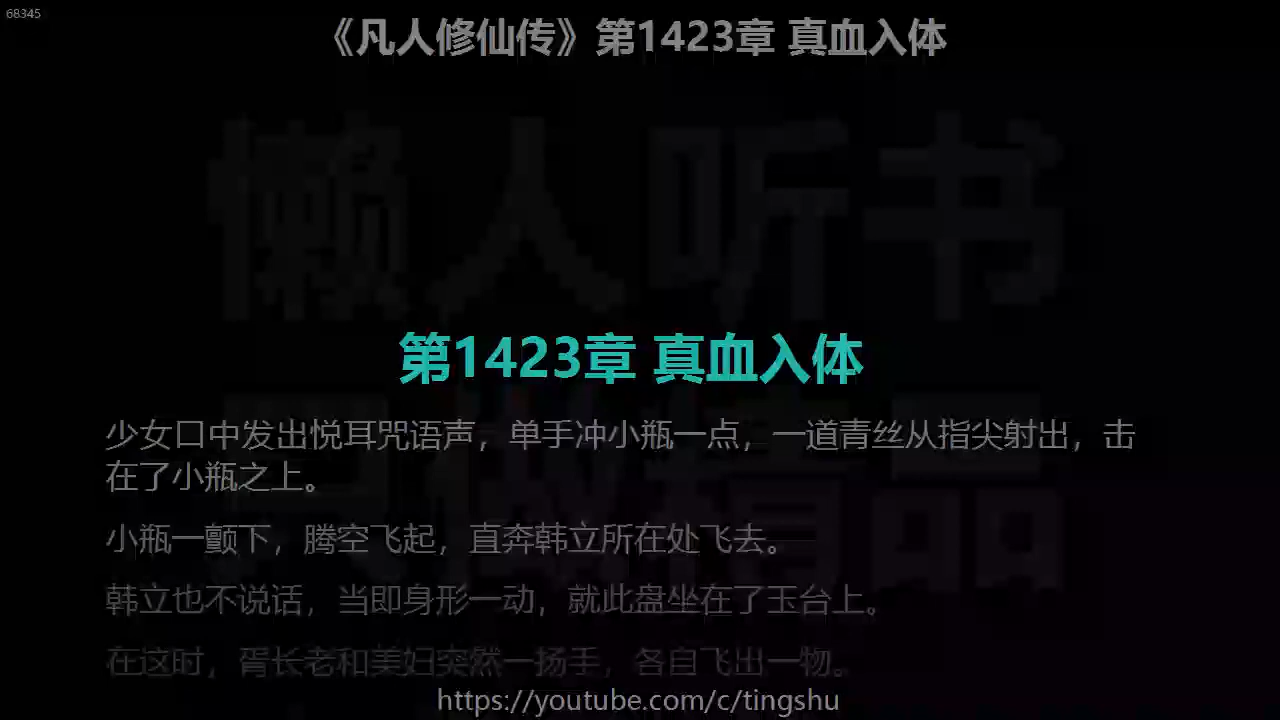 68345
《凡人修仙传》第1423章 真血入体
懒人听书
只做精品
第1423章 真血入体
少女口中发出悦耳咒语声，单手冲小瓶一点，一道青丝从指尖射出，击
在了小瓶之上。
小瓶一颤下，腾空飞起，直奔韩立所在处飞去。
韩立也不说话，当即身形一动，就此盘坐在了玉台上。
在这时，胥长老和美妇突然一扬手，各自飞出一物。
https://youtube.com/c/tingshu